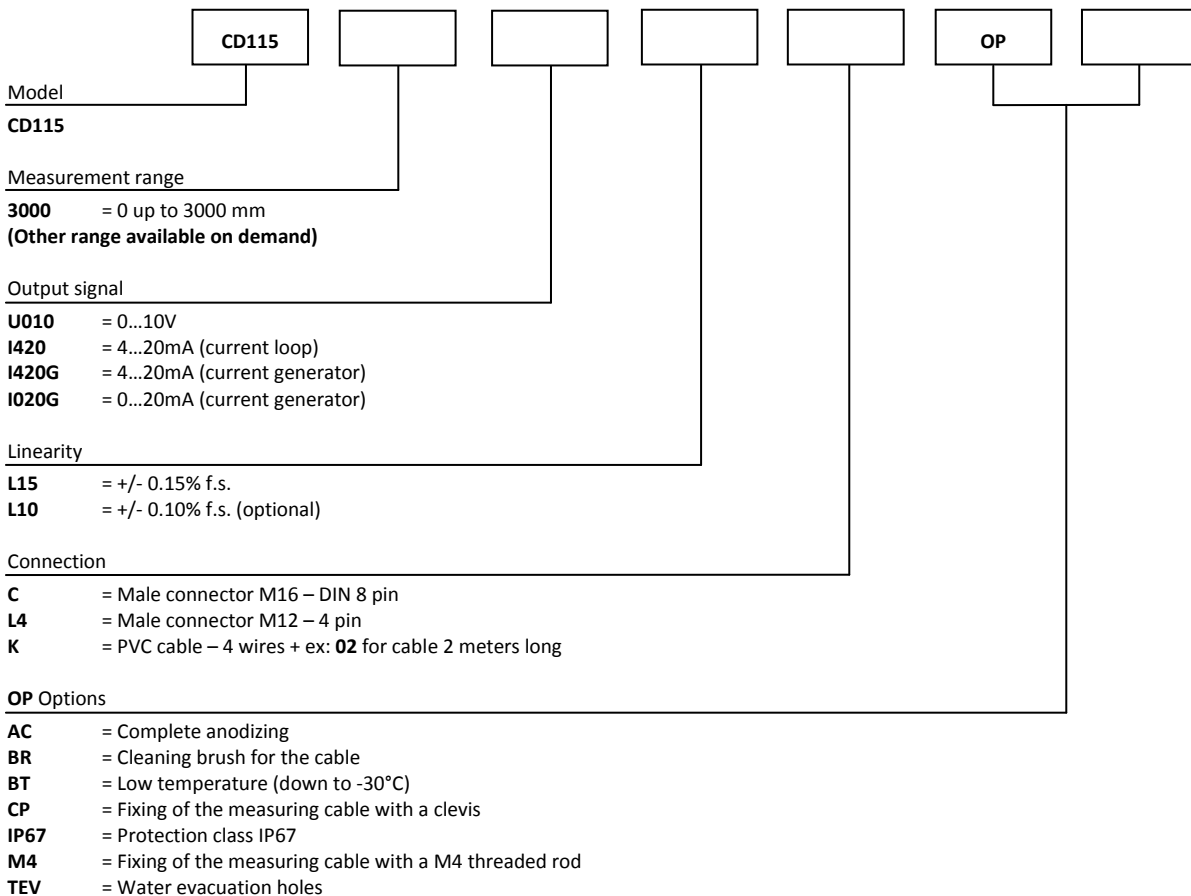 CD115 OP
Model
CD115
Measurement range
3000 = 0 up to 3000 mm
(Other range available on demand)
Output signal
U010 = 0...10V
I420 = 4...20mA (current loop)
I420G = 4...20mA (current generator)
I020G = 0...20mA (current generator)
Linearity
L15 = +/- 0.15% f.s.
L10 = +/- 0.10% f.s. (optional)
Connection
C = Male connector M16 – DIN 8 pin
L4 = Male connector M12 – 4 pin
K = PVC cable – 4 wires + ex: 02 for cable 2 meters long
OP Options
AC = Complete anodizing
BR = Cleaning brush for the cable
BT = Low temperature (down to -30°C)
CP = Fixing of the measuring cable with a clevis
IP67 = Protection class IP67
M4 = Fixing of the measuring cable with a M4 threaded rod
TEV = Water evacuation holes